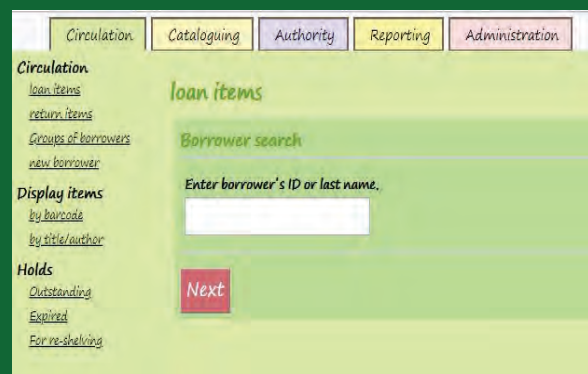 Circulation Cataloguing Authority Reporting Administration
Circulation
loan items
return items
Groups of borrowers
new borrower
Display items
by barcode
by title/author
Holds
Outstanding
Expired
For re-shelving
loan items
Borrower search
Enter borrower's ID or last name.
Next